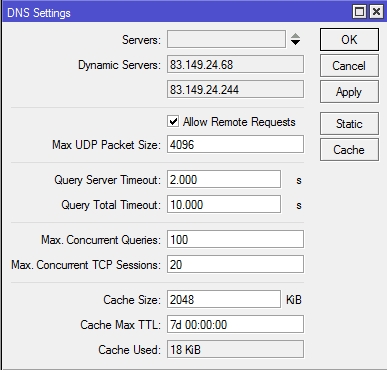 DNS Settings
Servers:
OK
Dynamic Servers: 83.149.24.68
Cancel
83.149.24.244
Apply
Allow Remote Requests
Static
Max UDP Packet Size: 4096
Cache
Query Server Timeout: 2.000 s
Query Total Timeout: 10.000 s
Max. Concurrent Queries: 100
Max. Concurrent TCP Sessions: 20
Cache Size: 2048 KiB
Cache Max TTL: 7d 00:00:00
Cache Used: 18 KiB